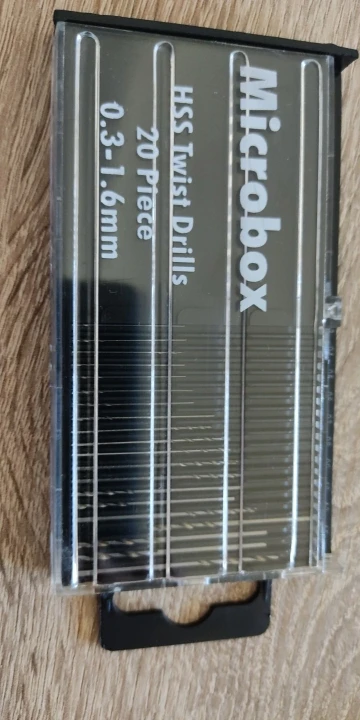 Microbox
HSS Twist Drills
20 Piece
0.3-1.6mm